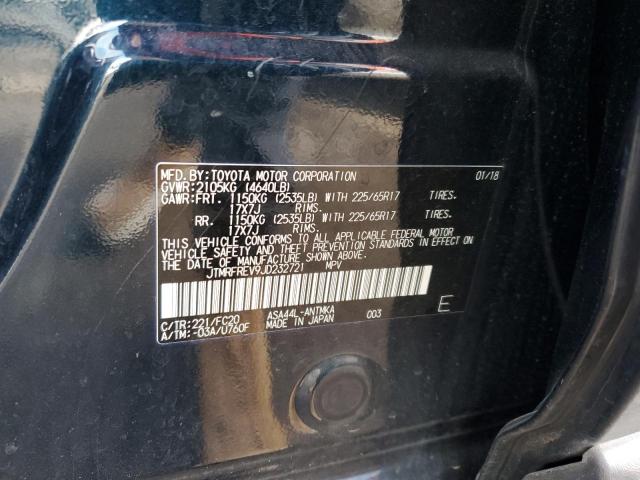 MFD. BY: TOYOTA MOTOR CORPORATION 01/18
GVWR: 2105KG (4640LB)
GAWR: FRT. 1150KG (2535LB) WITH 225/65R17 TIRES.
17X7J RIMS.
RR. 1150KG (2535LB) WITH 225/65R17 TIRES.
17X7J RIMS.
THIS VEHICLE CONFORMS TO ALL APPLICABLE FEDERAL MOTOR
VEHICLE SAFETY AND THEFT PREVENTION STANDARDS IN EFFECT ON
THE DATE OF MANUFACTURE SHOWN ABOVE.
JTMRFREV9JD232721 MPV
C/TR: 221/FC20 ASA44L-ANTMKA 003 E
A/TM: -03A/U760F MADE IN JAPAN